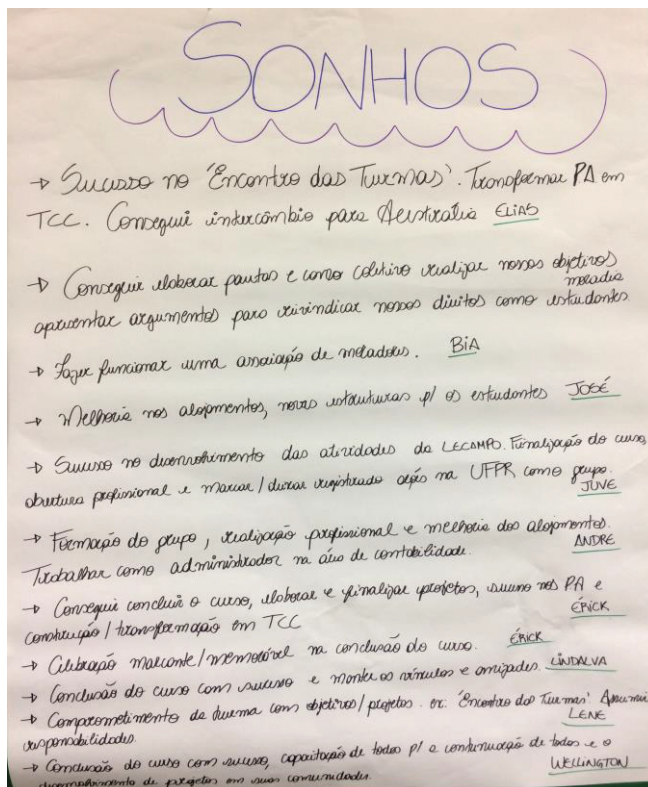 SONHOS
→ Sucesso no 'Encontro das Turmas'. Transformar PA em
TCC. Conseguir intercâmbio para Austrália ELIAS
→ Conseguir elaborar pautas e como coletivo realizar nossos objetivos
apresentar argumentos para reivindicar nossos direitos como estudantes
→ Fazer funcionar uma associação de moradores. BIA
→ Melhoria nos alojamentos, novas estruturas p/ os estudantes JOSÉ
→ Sucesso no desenvolvimento das atividades da LECAMPO. Finalização do curso,
abertura profissional e marcar/deixar registrado ações na UFPR como grupo.
JUVE
→ Formação do grupo, realização profissional e melhoria dos alojamentos.
Trabalhar como administrador na área de contabilidade. ANDRÉ
→ Conseguir concluir o curso, elaborar e finalizar projetos, sucesso nos P.A e
construção/transformação em TCC ÉRICK
→ Celebração marcante/memorável na conclusão do curso. ÉRICK
→ Conclusão do curso com sucesso e manter os vínculos e amizades. LINDALVA
→ Comprometimento da turma com objetivos/projetos. ex: 'Encontro das Turmas'. Assumir
responsabilidades. LENE
→ Conclusão do curso com sucesso, capacitação de todos p/ a continuação de todos e o
desenvolvimento de projetos em suas comunidades. WELLINGTON